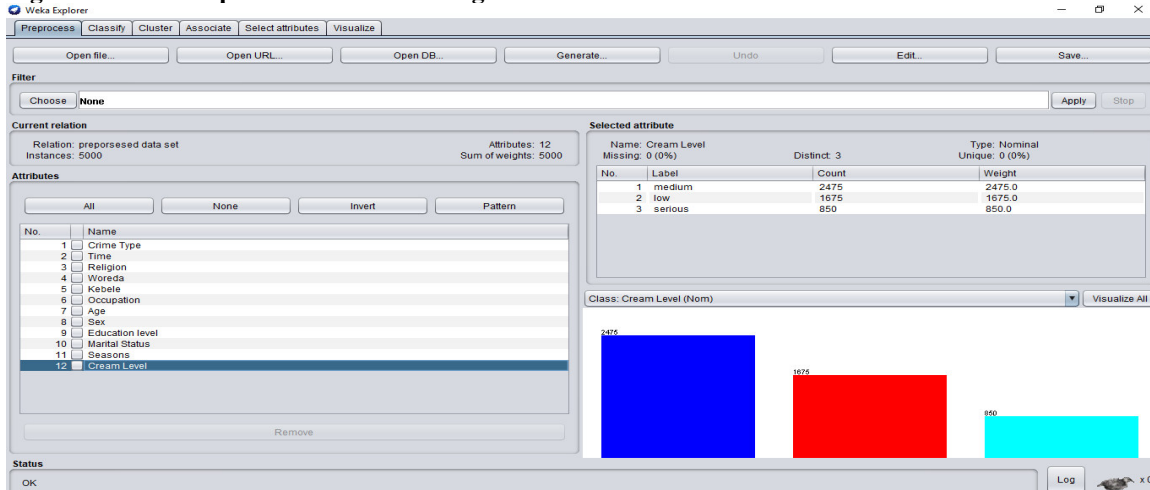 Weka Explorer
Preprocess Classify Cluster Associate Select attributes Visualize
Open file... Open URL... Open DB... Generate... Undo Edit... Save...
Filter
Choose None Apply Stop
Current relation
Relation: preporsesed data set Attributes: 12
Instances: 5000 Sum of weights: 5000
Attributes
All None Invert Pattern
No. Name
1 Crime Type
2 Time
3 Religion
4 Woreda
5 Kebele
6 Occupation
7 Age
8 Sex
9 Education level
10 Marital Status
11 Seasons
12 Cream Level
Remove
Selected attribute
Name: Cream Level Type: Nominal
Missing: 0 (0%) Distinct: 3 Unique: 0 (0%)
No. Label Count Weight
1 medium 2475 2475.0
2 low 1675 1675.0
3 serious 850 850.0
Class: Cream Level (Nom) Visualize All
2475
1675
850
Status
OK
Log x 0